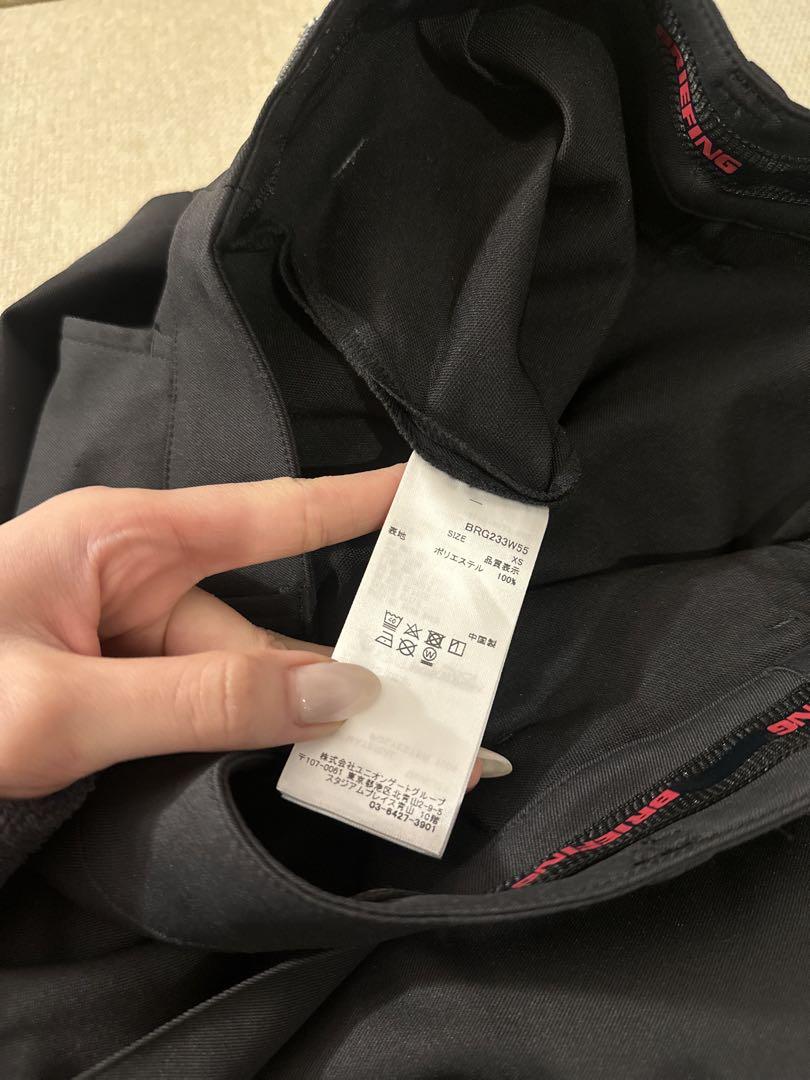 BRIEFING
BRG233W55
SIZE XS
品質表示
表地 ポリエステル 100%
中国製
40
W
株式会社ユニオンゲートグループ
〒107-0061 東京都港区北青山2-9-5
スタジアムプレイス青山 10階
03-6427-3901
BRIEFING